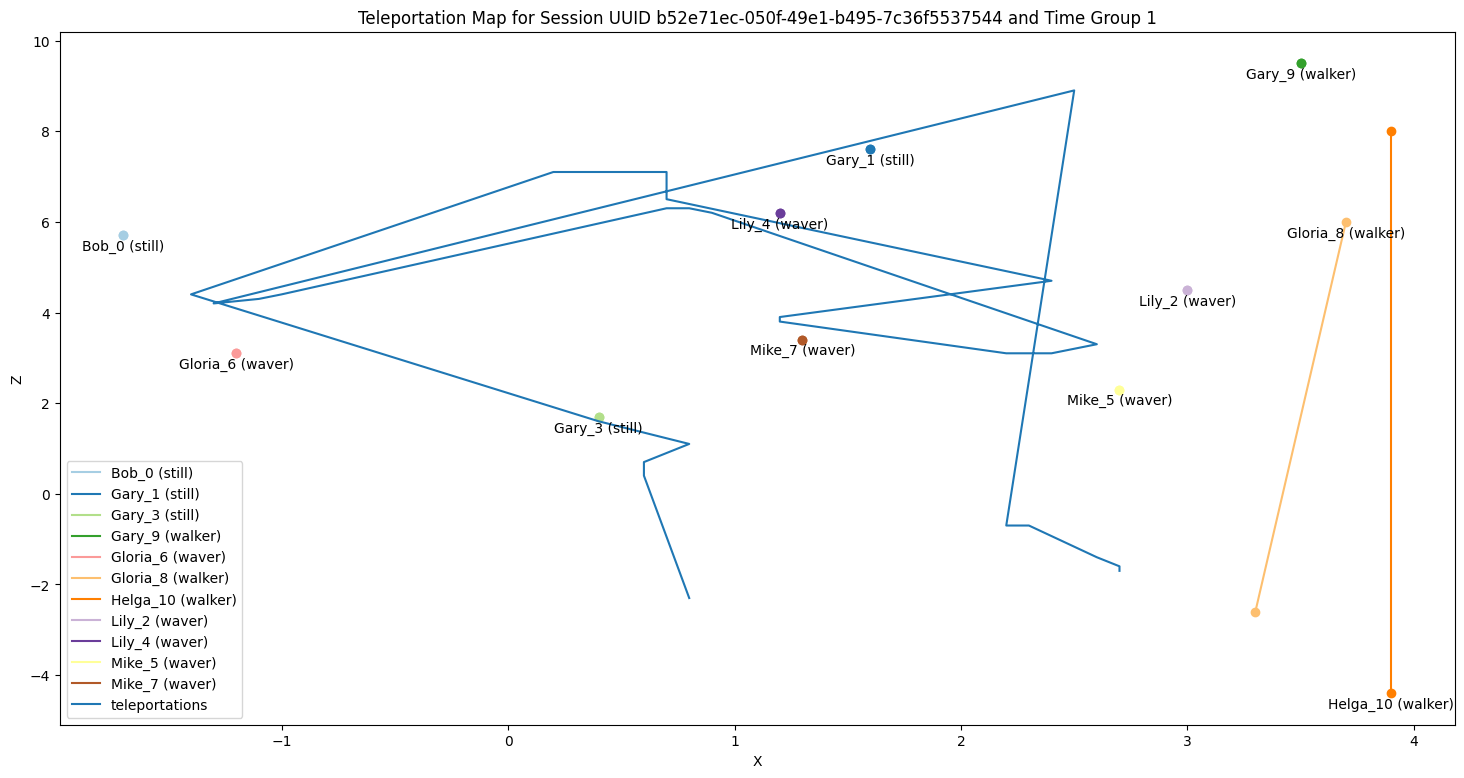 Teleportation Map for Session UUID b52e71ec-050f-49e1-b495-7c36f5537544 and Time Group 1
10
8
6
4
2
0
−2
−4
Z
Gary_9 (walker)
Gary_1 (still)
Lily_4 (waver)
Gloria_8 (walker)
Bob_0 (still)
Lily_2 (waver)
Mike_7 (waver)
Gloria_6 (waver)
Mike_5 (waver)
Gary_3 (still)
Helga_10 (walker)
Bob_0 (still)
Gary_1 (still)
Gary_3 (still)
Gary_9 (walker)
Gloria_6 (waver)
Gloria_8 (walker)
Helga_10 (walker)
Lily_2 (waver)
Lily_4 (waver)
Mike_5 (waver)
Mike_7 (waver)
teleportations
−1
0
1
2
3
4
X